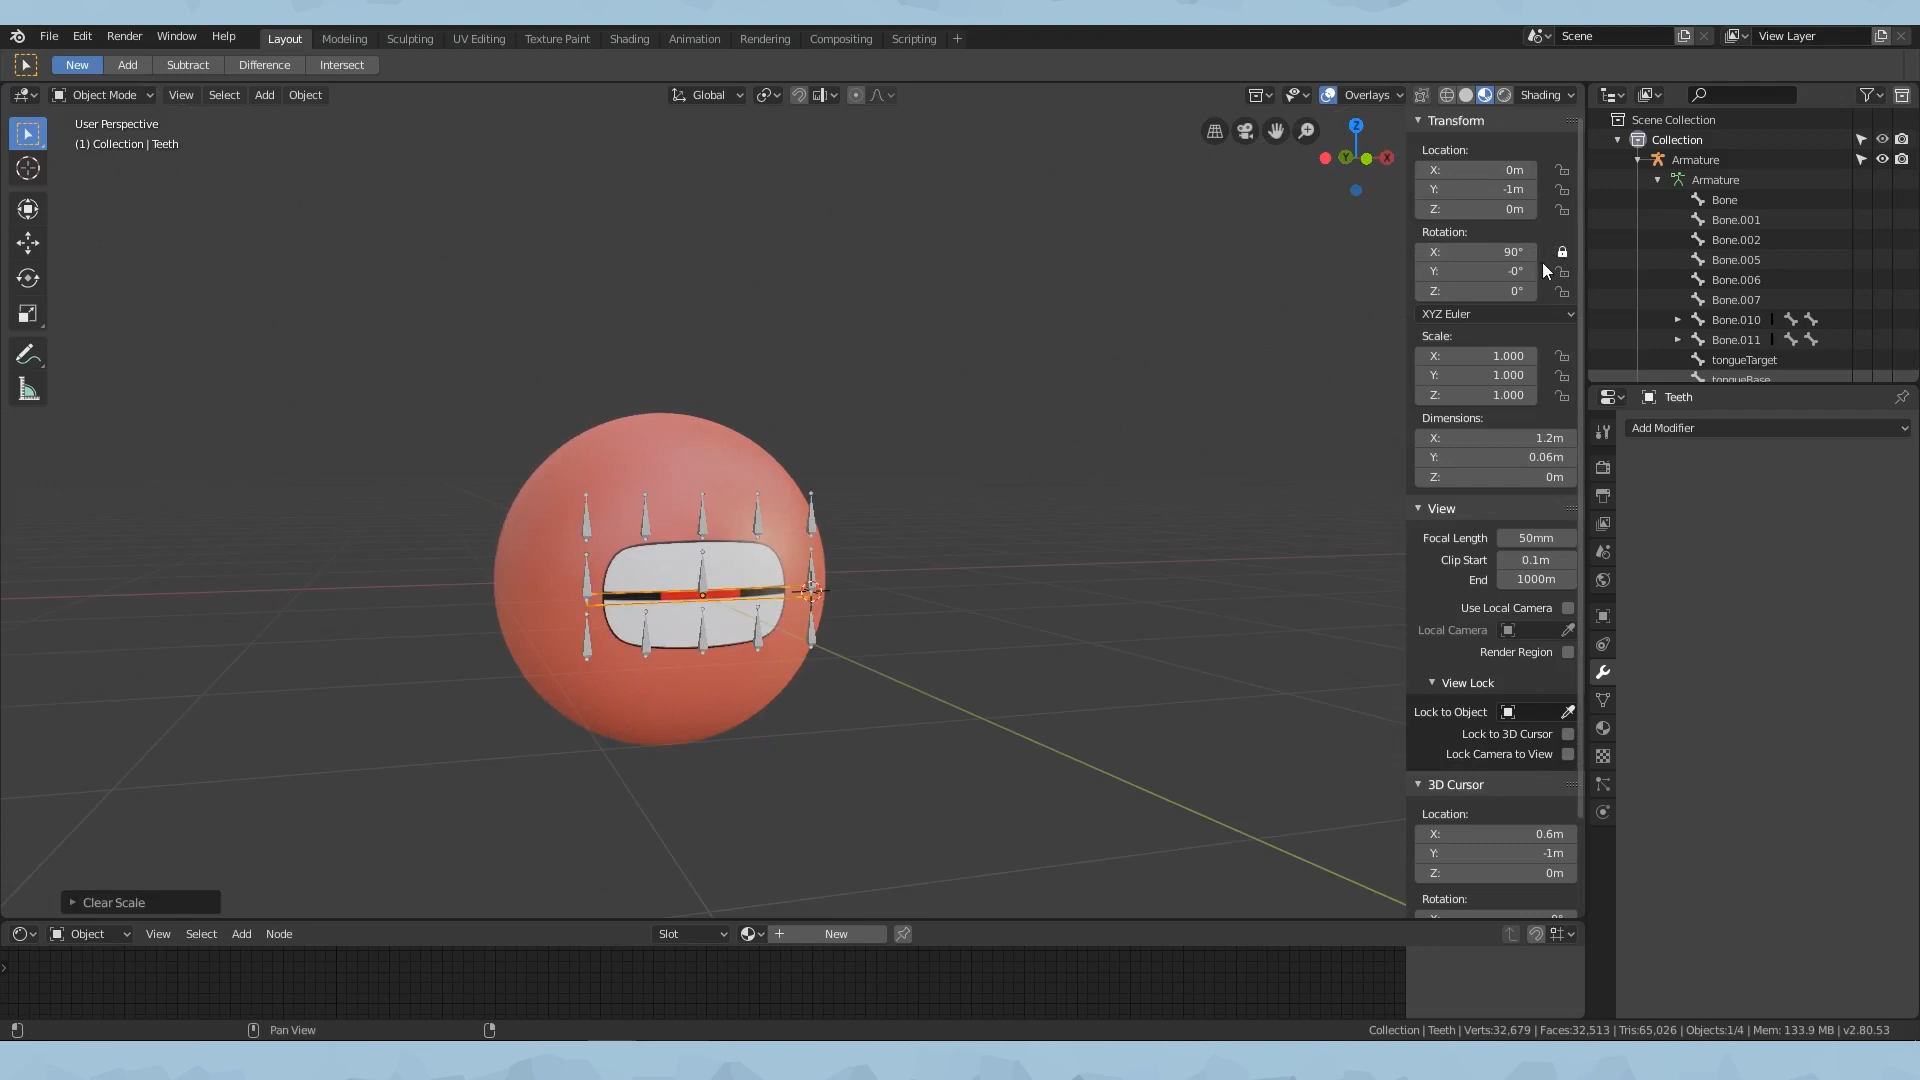 File Edit Render Window Help
Layout Modeling Sculpting UV Editing Texture Paint Shading Animation Rendering Compositing Scripting +
Scene
View Layer
New Add Subtract Difference Intersect
Object Mode View Select Add Object
Global
Overlays
Shading
User Perspective
(1) Collection | Teeth
Z
Y
X
Transform
Location:
X: 0m
Y: -1m
Z: 0m
Rotation:
X: 90°
Y: -0°
Z: 0°
XYZ Euler
Scale:
X: 1.000
Y: 1.000
Z: 1.000
Dimensions:
X: 1.2m
Y: 0.06m
Z: 0m
View
Focal Length 50mm
Clip Start 0.1m
End 1000m
Use Local Camera
Local Camera
Render Region
View Lock
Lock to Object
Lock to 3D Cursor
Lock Camera to View
3D Cursor
Location:
X: 0.6m
Y: -1m
Z: 0m
Rotation:
Scene Collection
Collection
Armature
Armature
Bone
Bone.001
Bone.002
Bone.005
Bone.006
Bone.007
Bone.010
Bone.011
tongueTarget
tongueBase
Teeth
Add Modifier
Clear Scale
Object View Select Add Node
Slot
+ New
Pan View
Collection | Teeth | Verts:32,679 | Faces:32,513 | Tris:65,026 | Objects:1/4 | Mem: 133.9 MB | v2.80.53